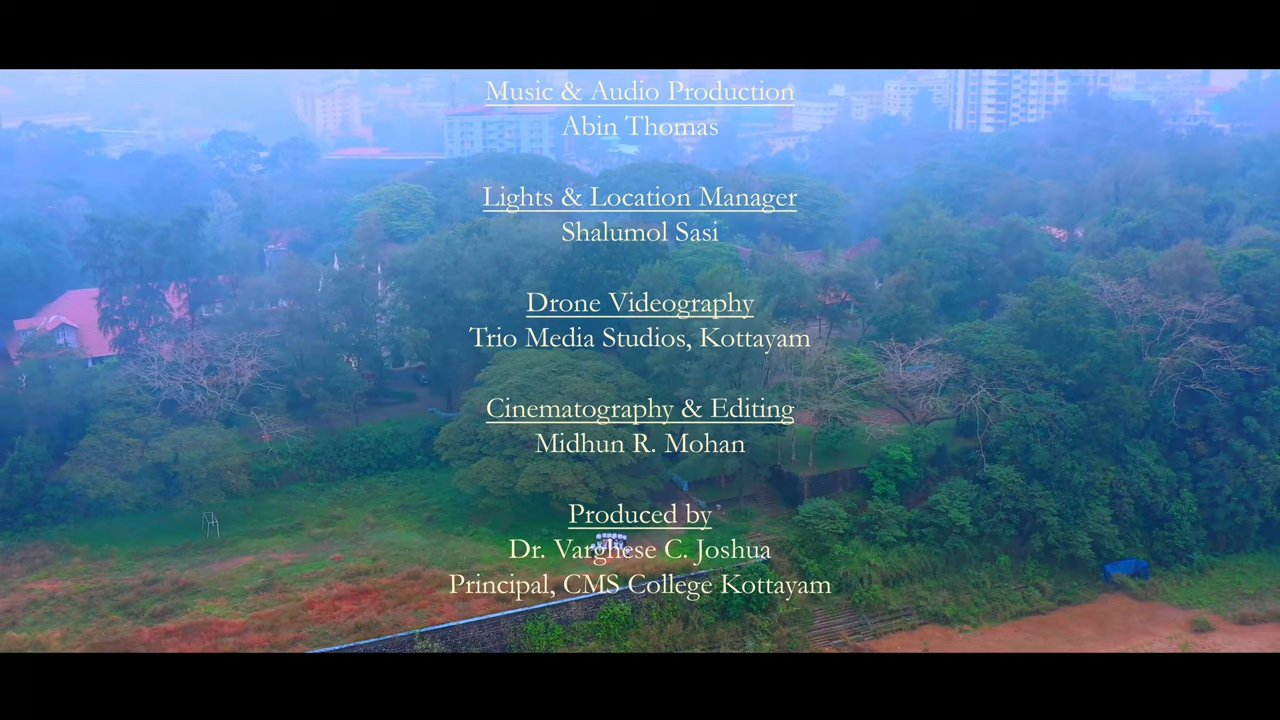 Music & Audio Production
Abin Thomas
Lights & Location Manager
Shalumol Sasi
Drone Videography
Trio Media Studios, Kottayam
Cinematography & Editing
Midhun R. Mohan
Produced by
Dr. Varghese C. Joshua
Principal, CMS College Kottayam